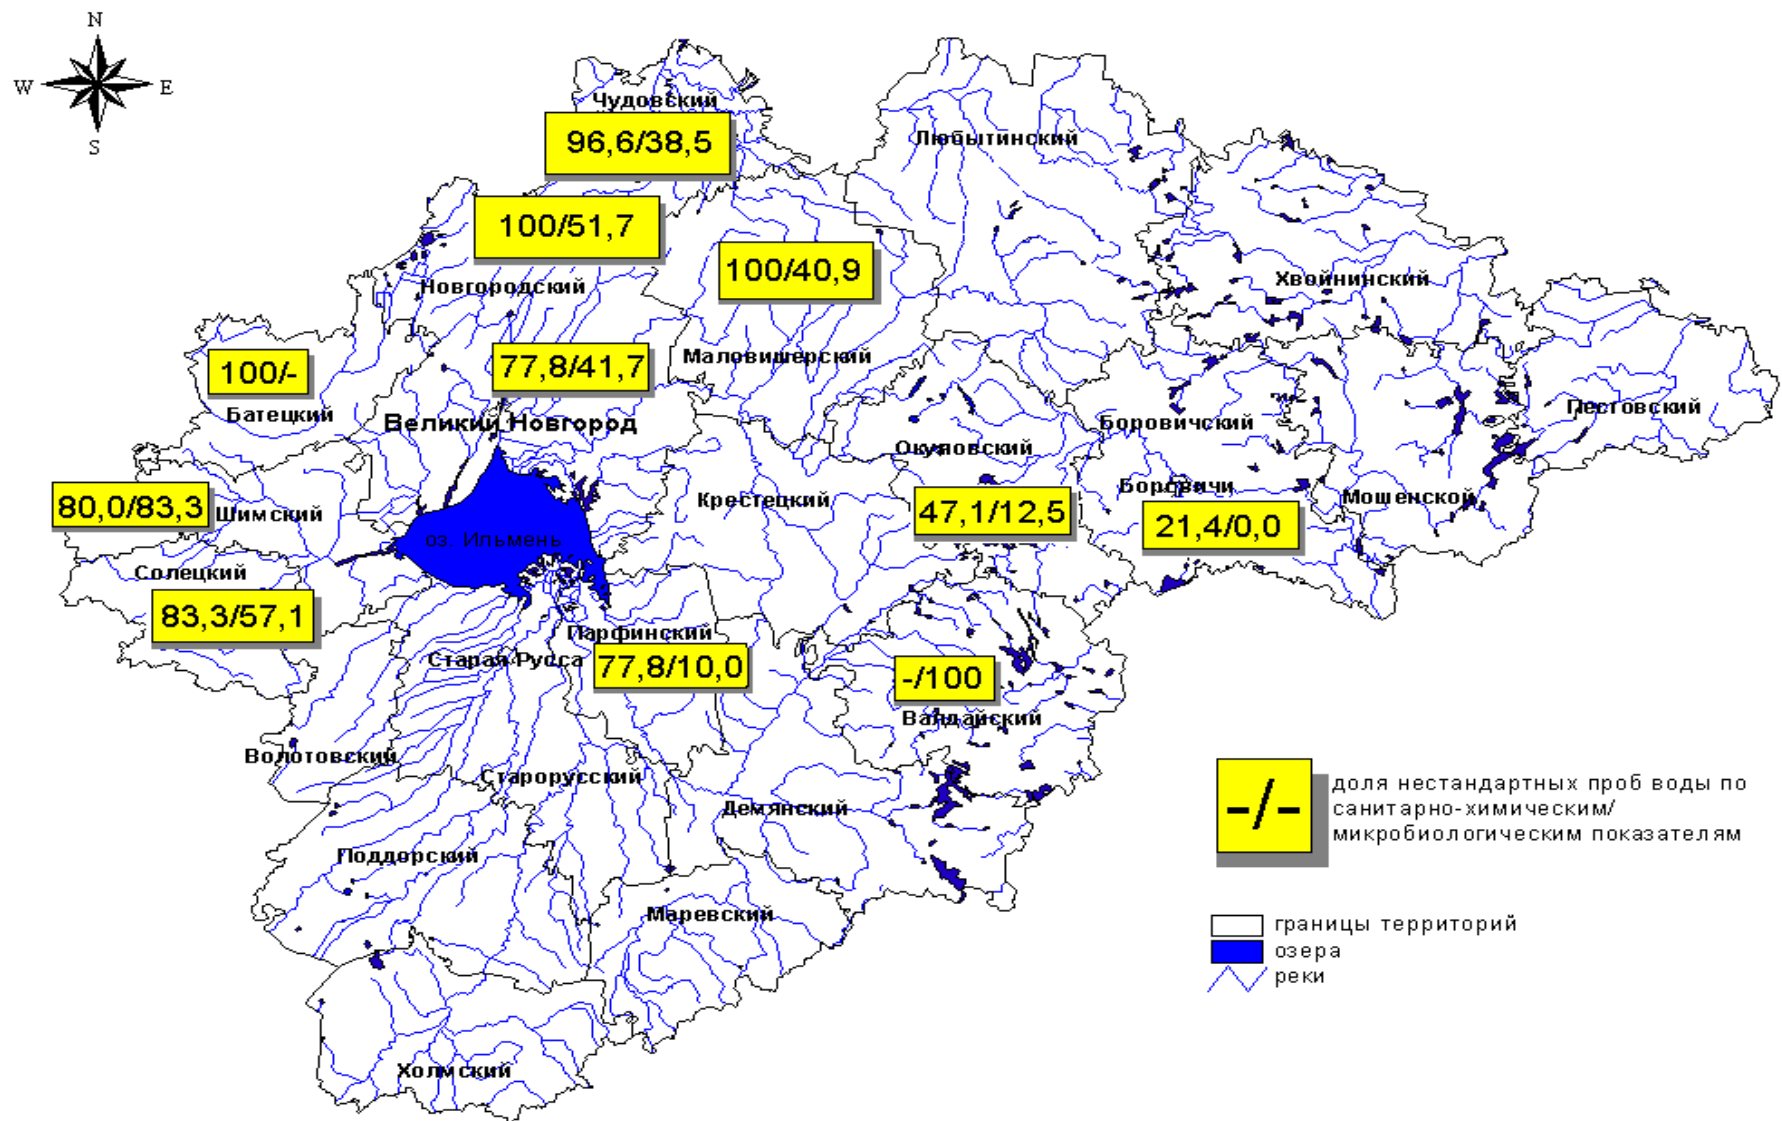 N
W E
S
Чудовский
96,6/38,5
Любытинский
100/51,7
100/40,9
Новгородский
Хвойнинский
77,8/41,7
Маловишерский
100/-
Батецкий
Великий Новгород
Боровичский
Пестовский
Окуловский
80,0/83,3
Шимский
Крестецкий
47,1/12,5
Боровичи
21,4/0,0
Мошенской
оз. Ильмень
Солецкий
83,3/57,1
Парфинский
Старая Русса
77,8/10,0
-/100
Валдайский
Волотовский
Старорусский
Демянский
Поддорский
Маревский
Холмский
-/-
доля нестандартных проб воды по
санитарно-химическим/
микробиологическим показателям
границы территорий
озера
реки